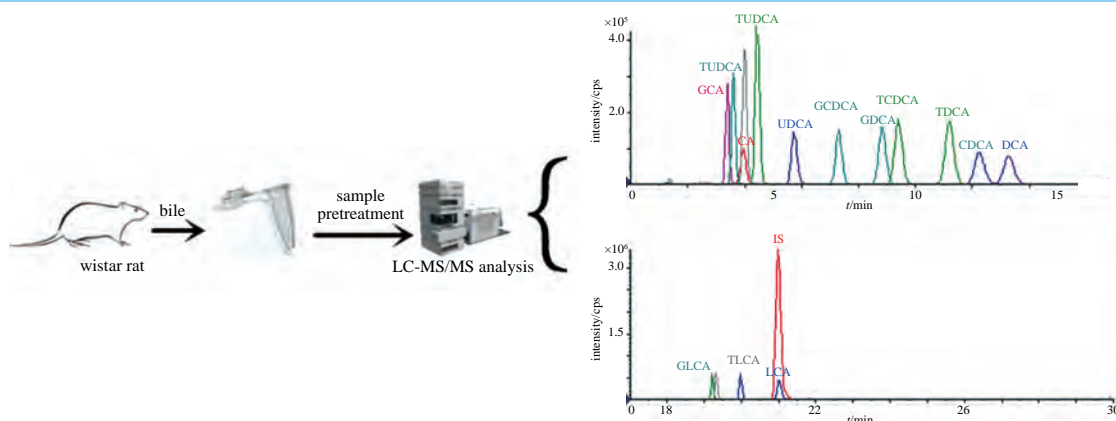 bile
wistar rat
sample
pretreatment
LC-MS/MS analysis
×10⁵
4.0
2.0
intensity/cps
TUDCA
TUDCA
GCA
CA
UDCA
GCDCA
GDCA
TCDCA
TDCA
CDCA
DCA
0 5 10 15
t/min
×10⁶
3.0
1.5
intensity/cps
IS
GLCA
TLCA
LCA
0 18 22 26 30
t/min